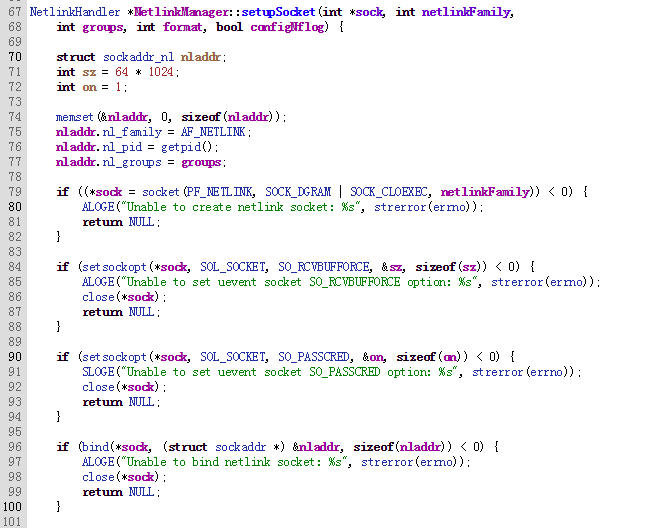 67 NetlinkHandler *NetlinkManager::setupSocket(int *sock, int netlinkFamily,
68 int groups, int format, bool configNflog) {
69
70 struct sockaddr_nl nladdr;
71 int sz = 64 * 1024;
72 int on = 1;
73
74 memset(&nladdr, 0, sizeof(nladdr));
75 nladdr.nl_family = AF_NETLINK;
76 nladdr.nl_pid = getpid();
77 nladdr.nl_groups = groups;
78
79 if ((*sock = socket(PF_NETLINK, SOCK_DGRAM | SOCK_CLOEXEC, netlinkFamily)) < 0) {
80 ALOGE("Unable to create netlink socket: %s", strerror(errno));
81 return NULL;
82 }
83
84 if (setsockopt(*sock, SOL_SOCKET, SO_RCVBUFFORCE, &sz, sizeof(sz)) < 0) {
85 ALOGE("Unable to set uevent socket SO_RCVBUFFORCE option: %s", strerror(errno));
86 close(*sock);
87 return NULL;
88 }
89
90 if (setsockopt(*sock, SOL_SOCKET, SO_PASSCRED, &on, sizeof(on)) < 0) {
91 SLOGE("Unable to set uevent socket SO_PASSCRED option: %s", strerror(errno));
92 close(*sock);
93 return NULL;
94 }
95
96 if (bind(*sock, (struct sockaddr *) &nladdr, sizeof(nladdr)) < 0) {
97 ALOGE("Unable to bind netlink socket: %s", strerror(errno));
98 close(*sock);
99 return NULL;
100 }
101